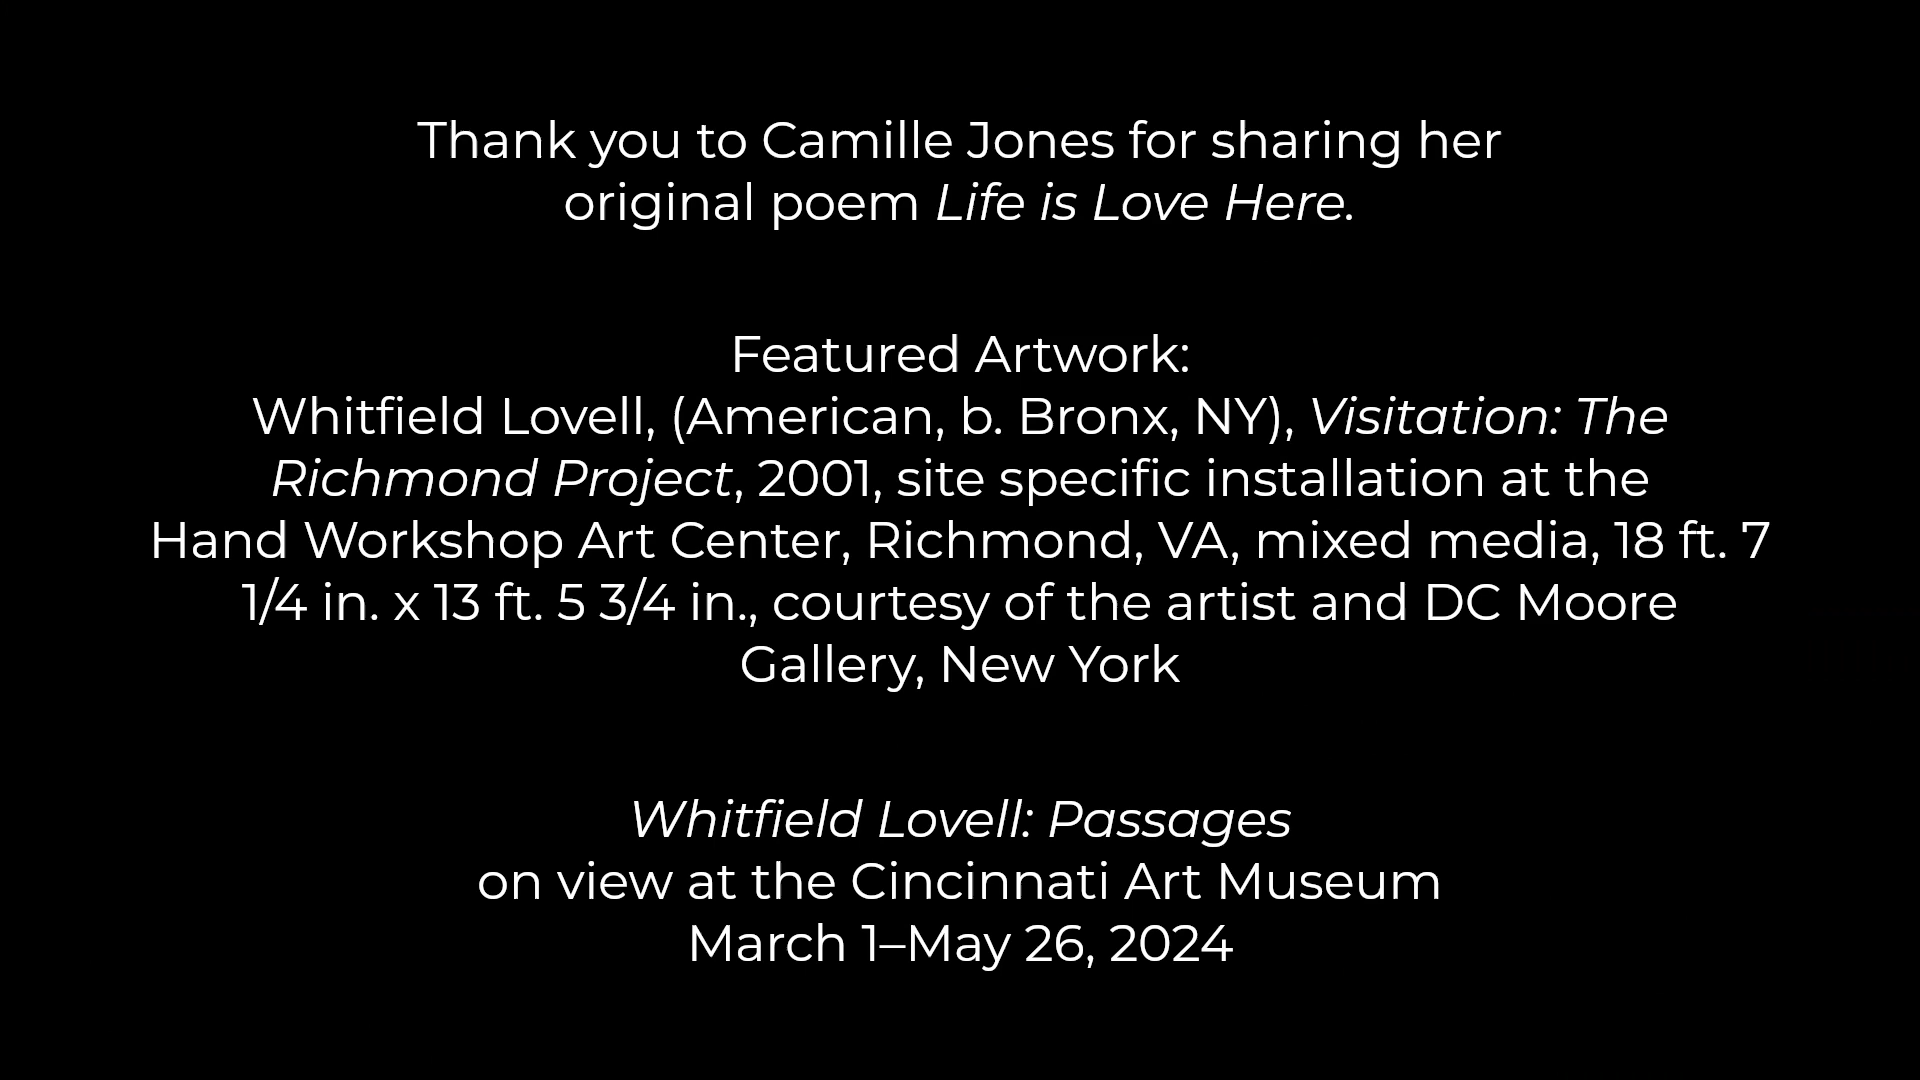 Thank you to Camille Jones for sharing her
original poem Life is Love Here.
Featured Artwork:
Whitfield Lovell, (American, b. Bronx, NY), Visitation: The
Richmond Project, 2001, site specific installation at the
Hand Workshop Art Center, Richmond, VA, mixed media, 18 ft. 7
1/4 in. x 13 ft. 5 3/4 in., courtesy of the artist and DC Moore
Gallery, New York
Whitfield Lovell: Passages
on view at the Cincinnati Art Museum
March 1–May 26, 2024